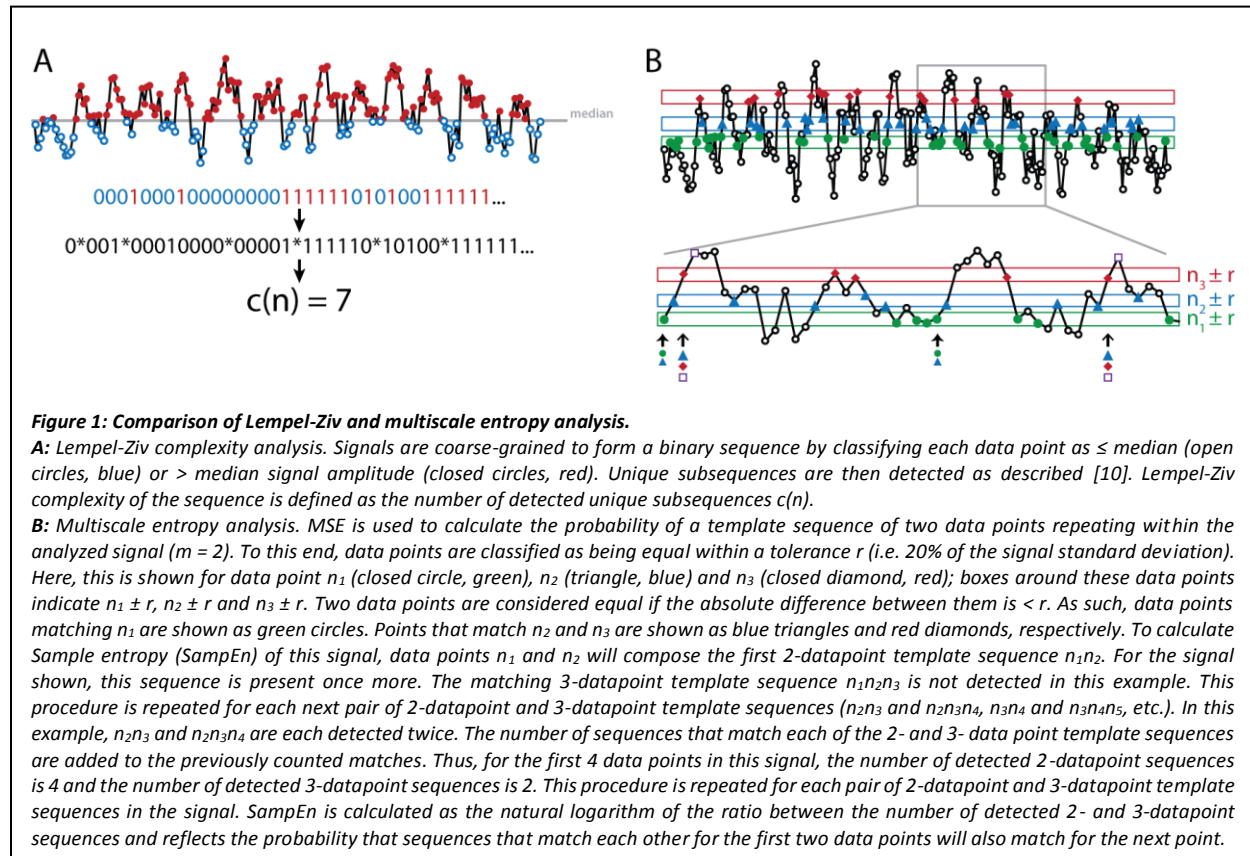 A
B
median
0001000100000000011111101010011111...
0*001*00010000*00001*111110*10100*111111...
c(n) = 7
n₃ ± r
n₂ ± r
n₁ ± r
Figure 1: Comparison of Lempel-Ziv and multiscale entropy analysis.
A: Lempel-Ziv complexity analysis. Signals are coarse-grained to form a binary sequence by classifying each data point as ≤ median (open
circles, blue) or > median signal amplitude (closed circles, red). Unique subsequences are then detected as described [10]. Lempel-Ziv
complexity of the sequence is defined as the number of detected unique subsequences c(n).
B: Multiscale entropy analysis. MSE is used to calculate the probability of a template sequence of two data points repeating within the
analyzed signal (m = 2). To this end, data points are classified as being equal within a tolerance r (i.e. 20% of the signal standard deviation).
Here, this is shown for data point n₁ (closed circle, green), n₂ (triangle, blue) and n₃ (closed diamond, red); boxes around these data points
indicate n₁ ± r, n₂ ± r and n₃ ± r. Two data points are considered equal if the absolute difference between them is < r. As such, data points
matching n₁ are shown as green circles. Points that match n₂ and n₃ are shown as blue triangles and red diamonds, respectively. To calculate
Sample entropy (SampEn) of this signal, data points n₁ and n₂ will compose the first 2-datapoint template sequence n₁n₂. For the signal
shown, this sequence is present once more. The matching 3-datapoint template sequence n₁n₂n₃ is not detected in this example. This
procedure is repeated for each next pair of 2-datapoint and 3-datapoint template sequences (n₂n₃ and n₂n₃n₄, n₃n₄ and n₃n₄n₅, etc.). In this
example, n₂n₃ and n₂n₃n₄ are each detected twice. The number of sequences that match each of the 2- and 3- data point template sequences
are added to the previously counted matches. Thus, for the first 4 data points in this signal, the number of detected 2-datapoint sequences
is 4 and the number of detected 3-datapoint sequences is 2. This procedure is repeated for each pair of 2-datapoint and 3-datapoint template
sequences in the signal. SampEn is calculated as the natural logarithm of the ratio between the number of detected 2- and 3-datapoint
sequences and reflects the probability that sequences that match each other for the first two data points will also match for the next point.